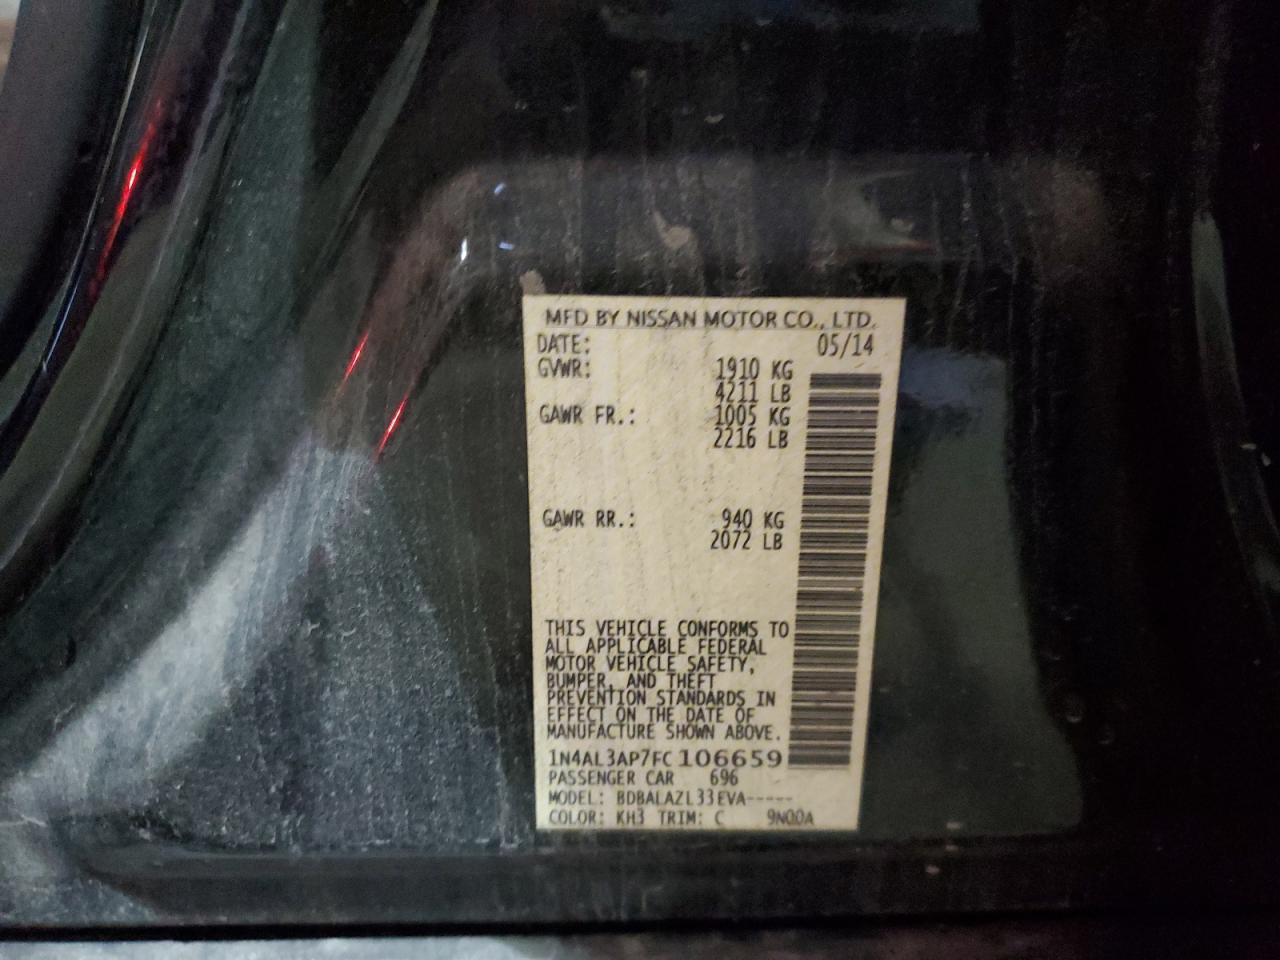 MFD BY NISSAN MOTOR CO., LTD.
DATE: 05/14
GVWR: 1910 KG
4211 LB
GAWR FR.: 1005 KG
2216 LB
GAWR RR.: 940 KG
2072 LB
THIS VEHICLE CONFORMS TO
ALL APPLICABLE FEDERAL
MOTOR VEHICLE SAFETY,
BUMPER, AND THEFT
PREVENTION STANDARDS IN
EFFECT ON THE DATE OF
MANUFACTURE SHOWN ABOVE.
1N4AL3AP7FC106659
PASSENGER CAR 696
MODEL: BDBALAZL33EVA-----
COLOR: KH3 TRIM: C